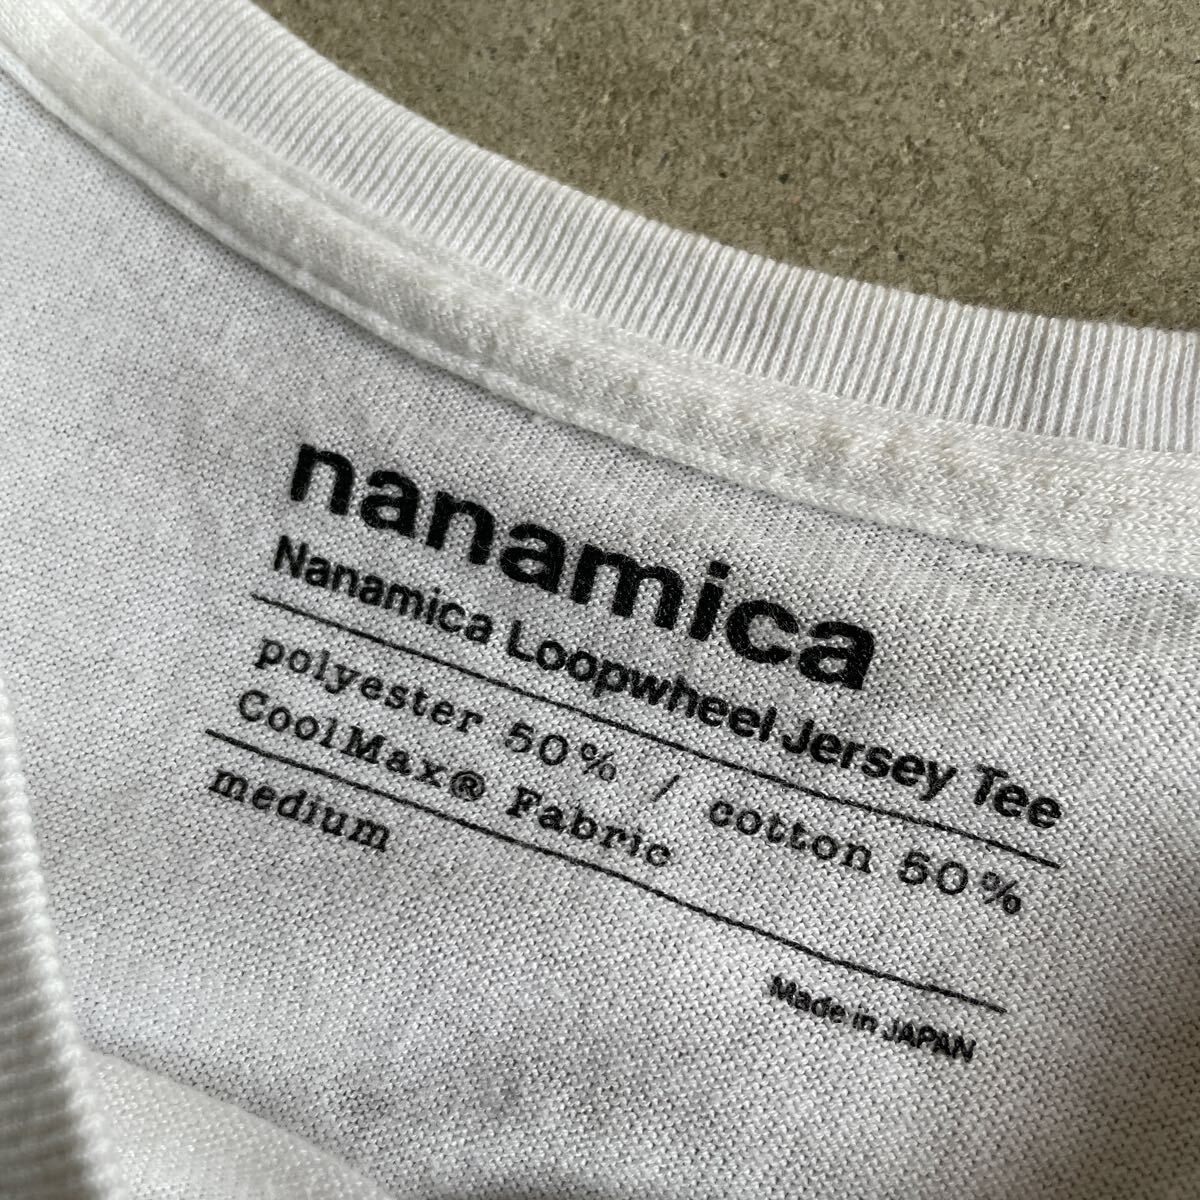 nanamica
Nanamica Loopwheel Jersey Tee
polyester 50% / cotton 50%
CoolMax® Fabric
medium
Made in JAPAN